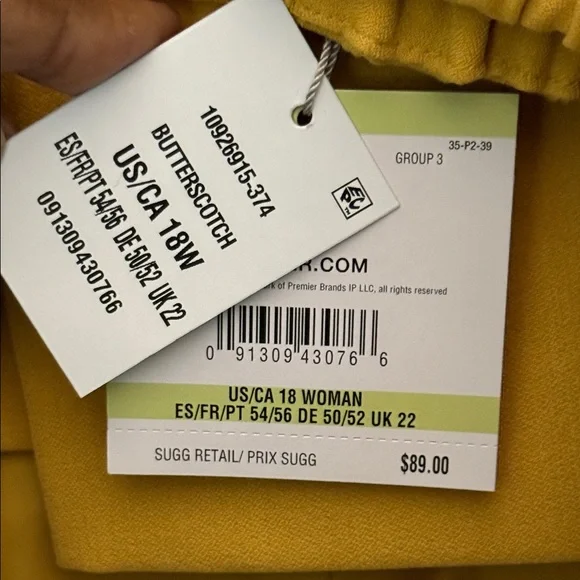 10926915-374
BUTTERSCOTCH
US/CA 18W
ES/FR/PT 54/56 DE 50/52 UK 22
091309430766
EPC
TM
35-P2-39
GROUP 3
.COM
of Premier Brands IP LLC, all rights reserved
0 91309 43076 6
US/CA 18 WOMAN
ES/FR/PT 54/56 DE 50/52 UK 22
SUGG RETAIL/ PRIX SUGG
$89.00